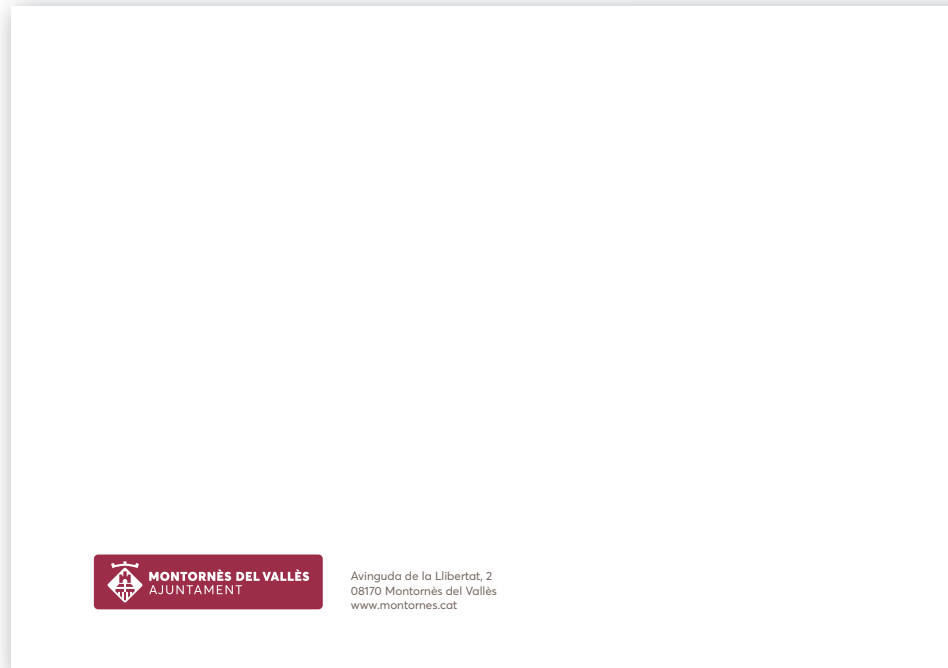 MONTORNÈS DEL VALLÈS
AJUNTAMENT
Avinguda de la Llibertat, 2
08170 Montornès del Vallès
www.montornes.cat